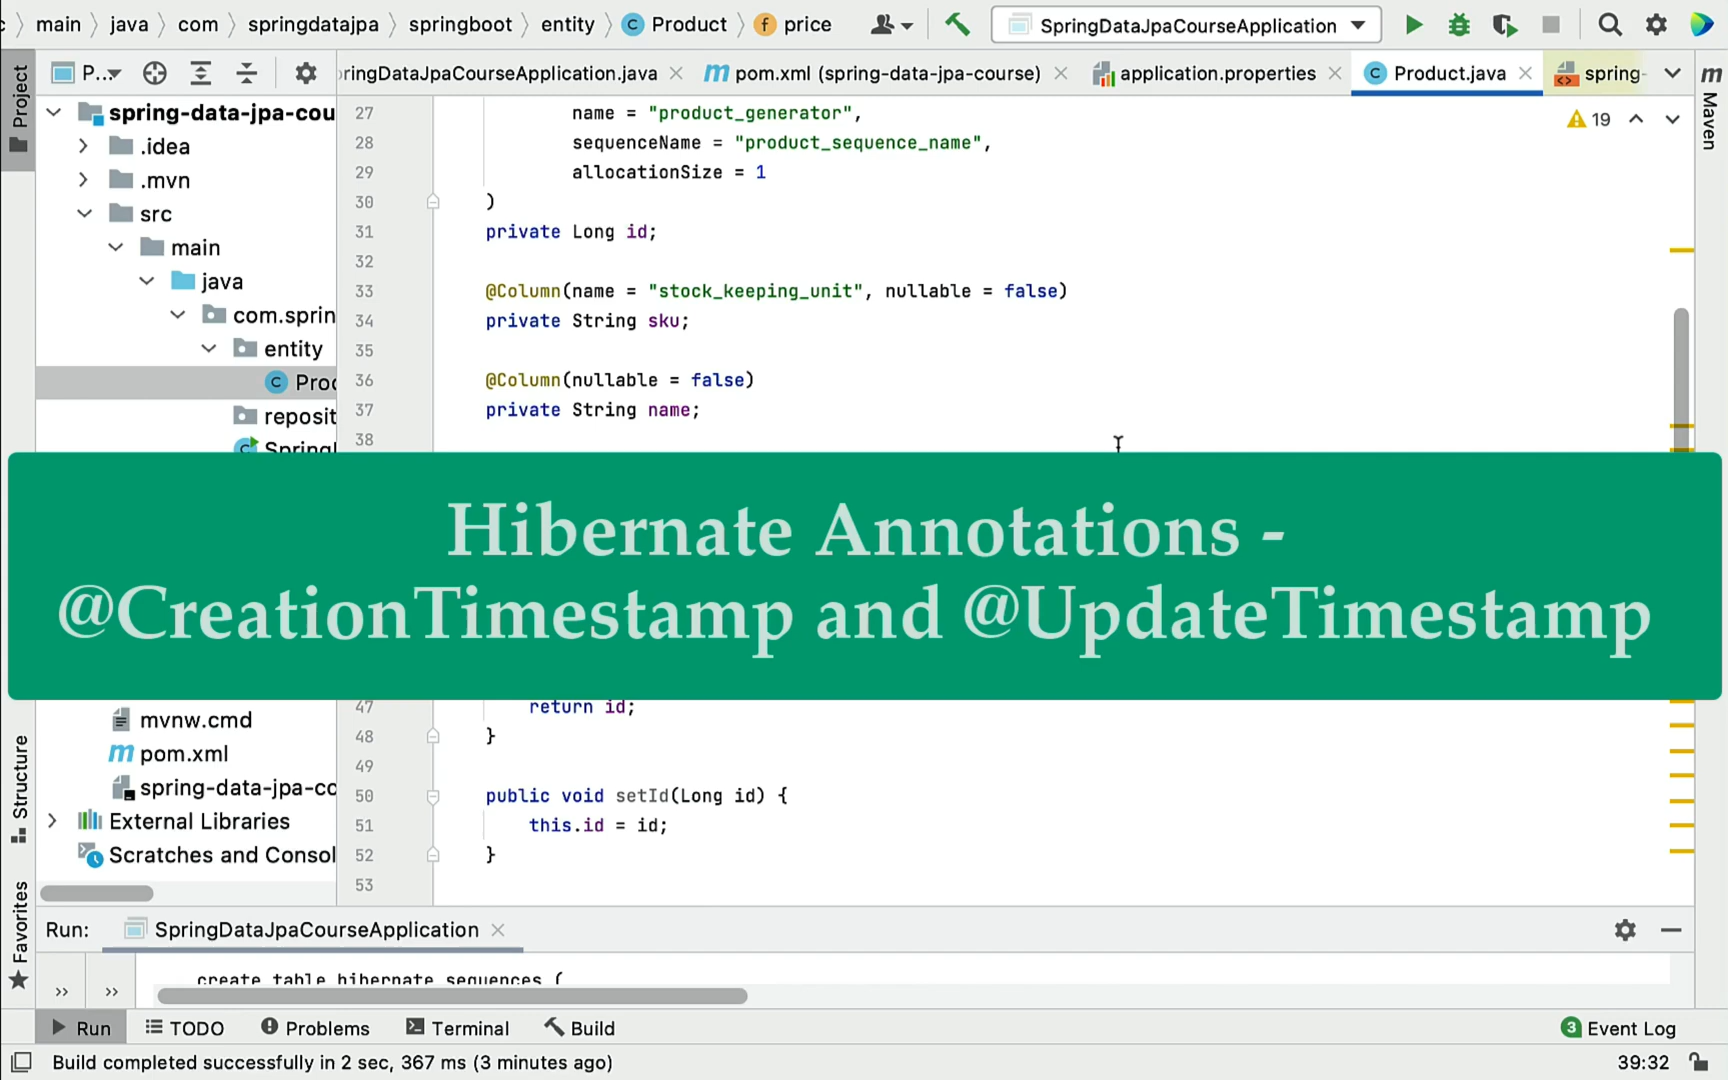 main java com springdatajpa springboot entity Product price SpringDataJpaCourseApplication
P... ringDataJpaCourseApplication.java pom.xml (spring-data-jpa-course) application.properties Product.java spring-
Project
Maven
spring-data-jpa-cou
.idea
.mvn
src
main
java
com.sprin
entity
Proc
reposit
27 name = "product_generator",
19
28 sequenceName = "product_sequence_name",
29 allocationSize = 1
30 )
31 private Long id;
32
33 @Column(name = "stock_keeping_unit", nullable = false)
34 private String sku;
35
36 @Column(nullable = false)
37 private String name;
38
Hibernate Annotations -
@CreationTimestamp and @UpdateTimestamp
mvnw.cmd
pom.xml
spring-data-jpa-cc
External Libraries
Scratches and Consol
47 return id;
48 }
49
50 public void setId(Long id) {
51 this.id = id;
52 }
53
Structure
Favorites
Run: SpringDataJpaCourseApplication
create table hibernate_sequences (
Run TODO Problems Terminal Build 3 Event Log
Build completed successfully in 2 sec, 367 ms (3 minutes ago) 39:32